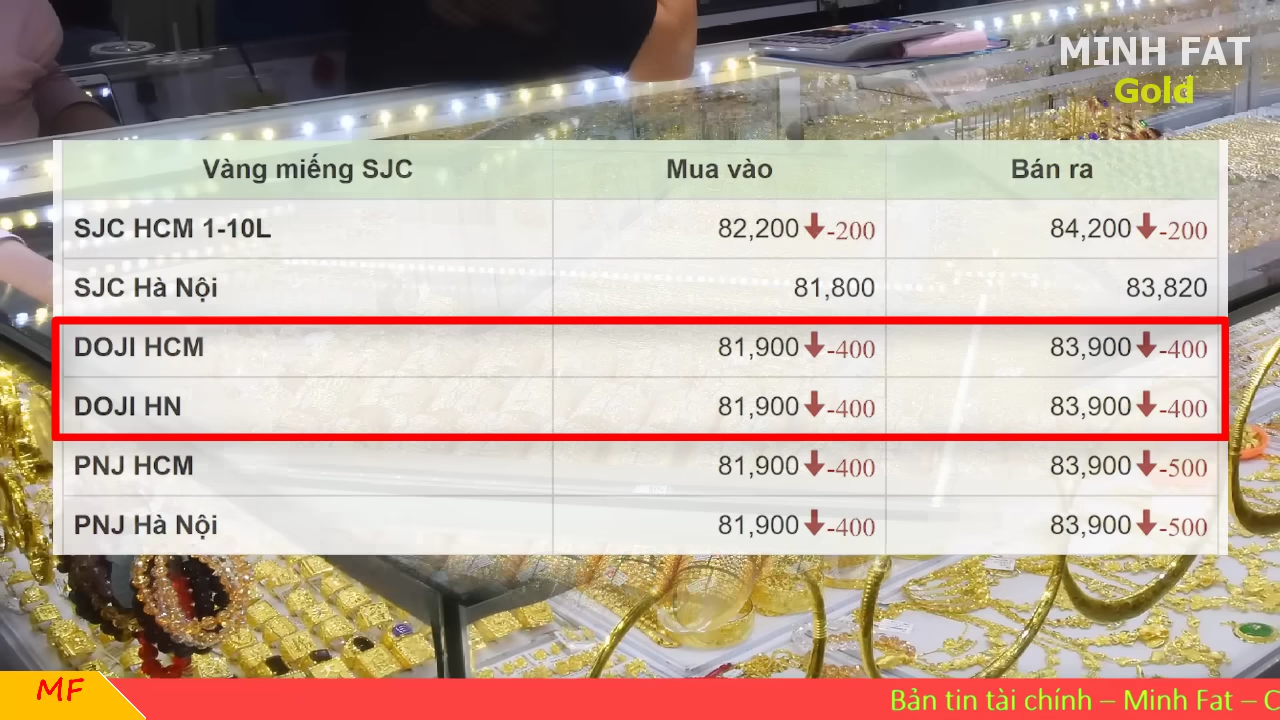 MINH FAT
Gold
Vàng miếng SJC Mua vào Bán ra
SJC HCM 1-10L 82,200 -200 84,200 -200
SJC Hà Nội 81,800 83,820
DOJI HCM 81,900 -400 83,900 -400
DOJI HN 81,900 -400 83,900 -400
PNJ HCM 81,900 -400 83,900 -500
PNJ Hà Nội 81,900 -400 83,900 -500
MF
Bản tin tài chính – Minh Fat – C